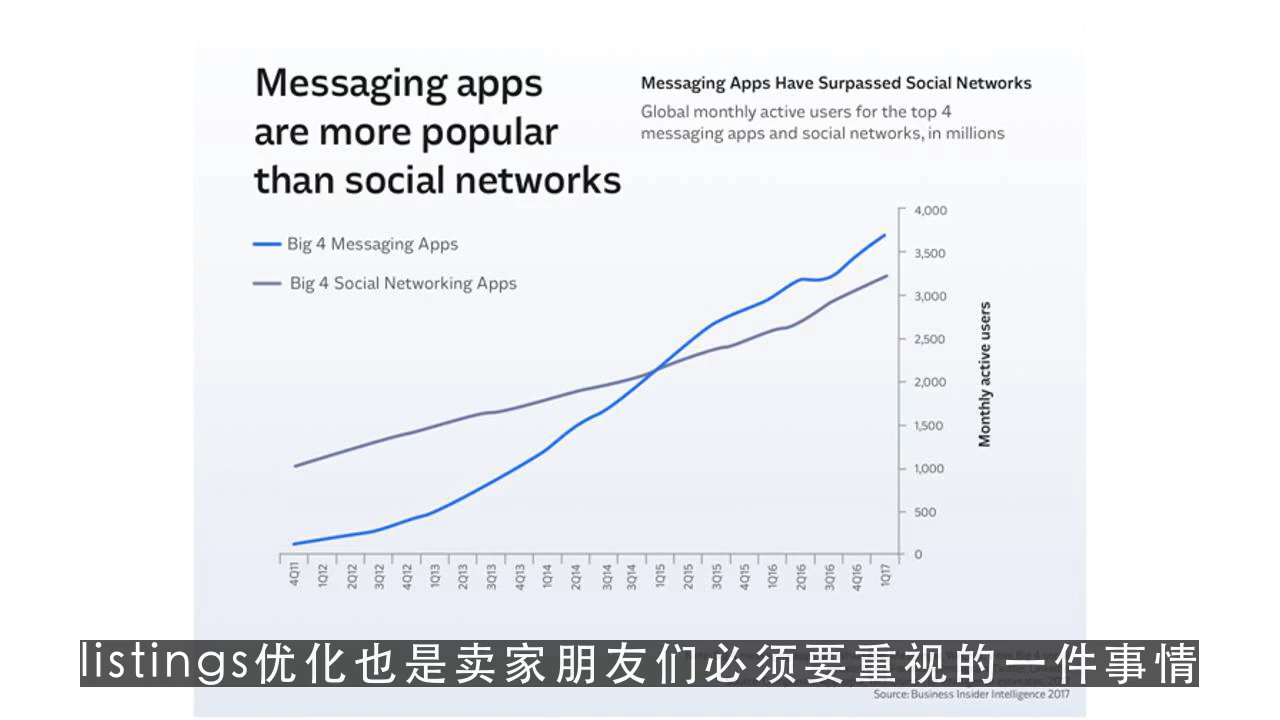 Messaging apps
are more popular
than social networks
Messaging Apps Have Surpassed Social Networks
Global monthly active users for the top 4
messaging apps and social networks, in millions
Big 4 Messaging Apps
Big 4 Social Networking Apps
4,000
3,500
3,000
2,500
2,000
1,500
1,000
500
0
Monthly active users
4Q11 1Q12 2Q12 3Q12 4Q12 1Q13 2Q13 3Q13 4Q13 1Q14 2Q14 3Q14 3Q14 1Q15 2Q15 3Q15 4Q15 1Q16 2Q16 3Q16 4Q16 1Q17
listings优化也是卖家朋友们必须要重视的一件事情
Source: Business Insider Intelligence 2017